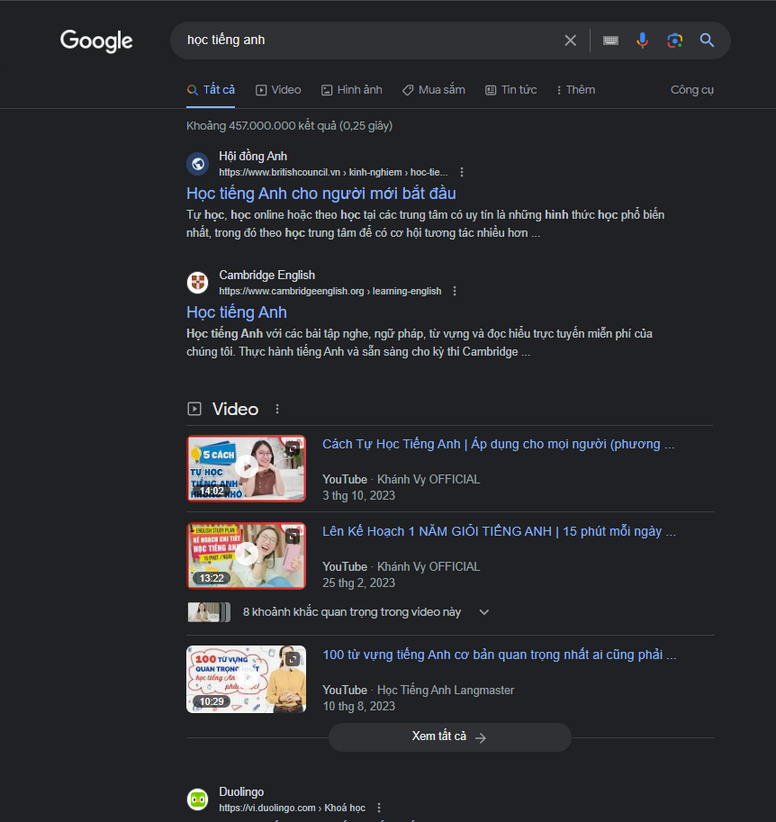 Google
học tiếng anh
Tất cả
Video
Hình ảnh
Mua sắm
Tin tức
Thêm
Công cụ
Khoảng 457.000.000 kết quả (0,25 giây)
Hội đồng Anh
https://www.britishcouncil.vn › kinh-nghiem › hoc-tie...
Học tiếng Anh cho người mới bắt đầu
Tự học, học online hoặc theo học tại các trung tâm có uy tín là những hình thức học phổ biến
nhất, trong đó theo học trung tâm để có cơ hội tương tác nhiều hơn ...
Cambridge English
https://www.cambridgeenglish.org › learning-english
Học tiếng Anh
Học tiếng Anh với các bài tập nghe, ngữ pháp, từ vựng và đọc hiểu trực tuyến miễn phí của
chúng tôi. Thực hành tiếng Anh và sẵn sàng cho kỳ thi Cambridge ...
Video
5 CÁCH
TỰ HỌC
TIẾNG ANH
14:02
Cách Tự Học Tiếng Anh | Áp dụng cho mọi người (phương ...
YouTube · Khánh Vy OFFICIAL
3 thg 10, 2023
ENGLISH STUDY PLAN
KẾ HOẠCH CHI TIẾT
HỌC TIẾNG ANH
15 PHÚT / NGÀY
13:22
Lên Kế Hoạch 1 NĂM GIỎI TIẾNG ANH | 15 phút mỗi ngày ...
YouTube · Khánh Vy OFFICIAL
25 thg 2, 2023
8 khoảnh khắc quan trọng trong video này
100 TỪ VỰNG
QUAN TRỌNG NHẤT
học tiếng Anh
10:29
100 từ vựng tiếng Anh cơ bản quan trọng nhất ai cũng phải ...
YouTube · Học Tiếng Anh Langmaster
10 thg 8, 2023
Xem tất cả
Duolingo
https://vi.duolingo.com › Khoá học